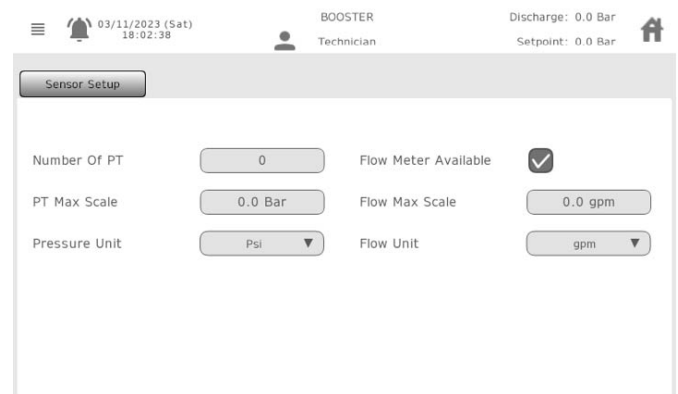 03/11/2023 (Sat)
18:02:38
BOOSTER
Technician
Discharge: 0.0 Bar
Setpoint: 0.0 Bar
Sensor Setup
Number Of PT 0 Flow Meter Available
PT Max Scale 0.0 Bar Flow Max Scale 0.0 gpm
Pressure Unit Psi Flow Unit gpm